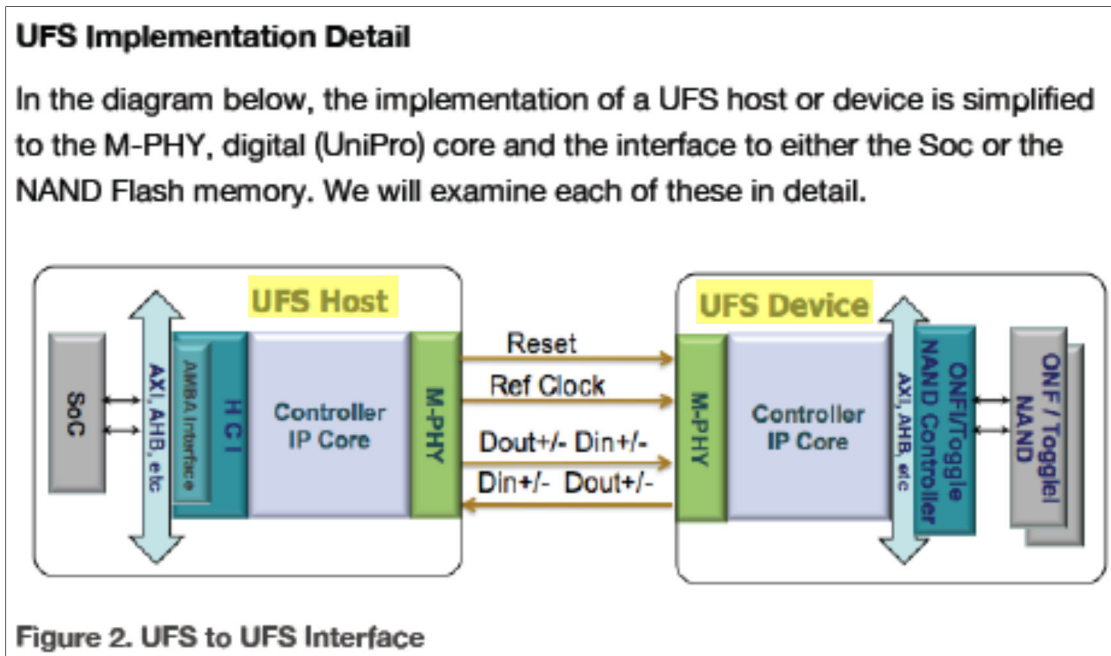 UFS Implementation Detail
In the diagram below, the implementation of a UFS host or device is simplified
to the M-PHY, digital (UniPro) core and the interface to either the Soc or the
NAND Flash memory. We will examine each of these in detail.
UFS Host
SoC
AXI, AHB, etc
AMBA Interface
HCI
Controller
IP Core
M-PHY
Reset
Ref Clock
Dout+/- Din+/-
Din+/- Dout+/-
UFS Device
M-PHY
Controller
IP Core
AXI, AHB, etc
ONFI/Toggle
NAND Controller
ONF / Togglel
NAND
Figure 2. UFS to UFS Interface